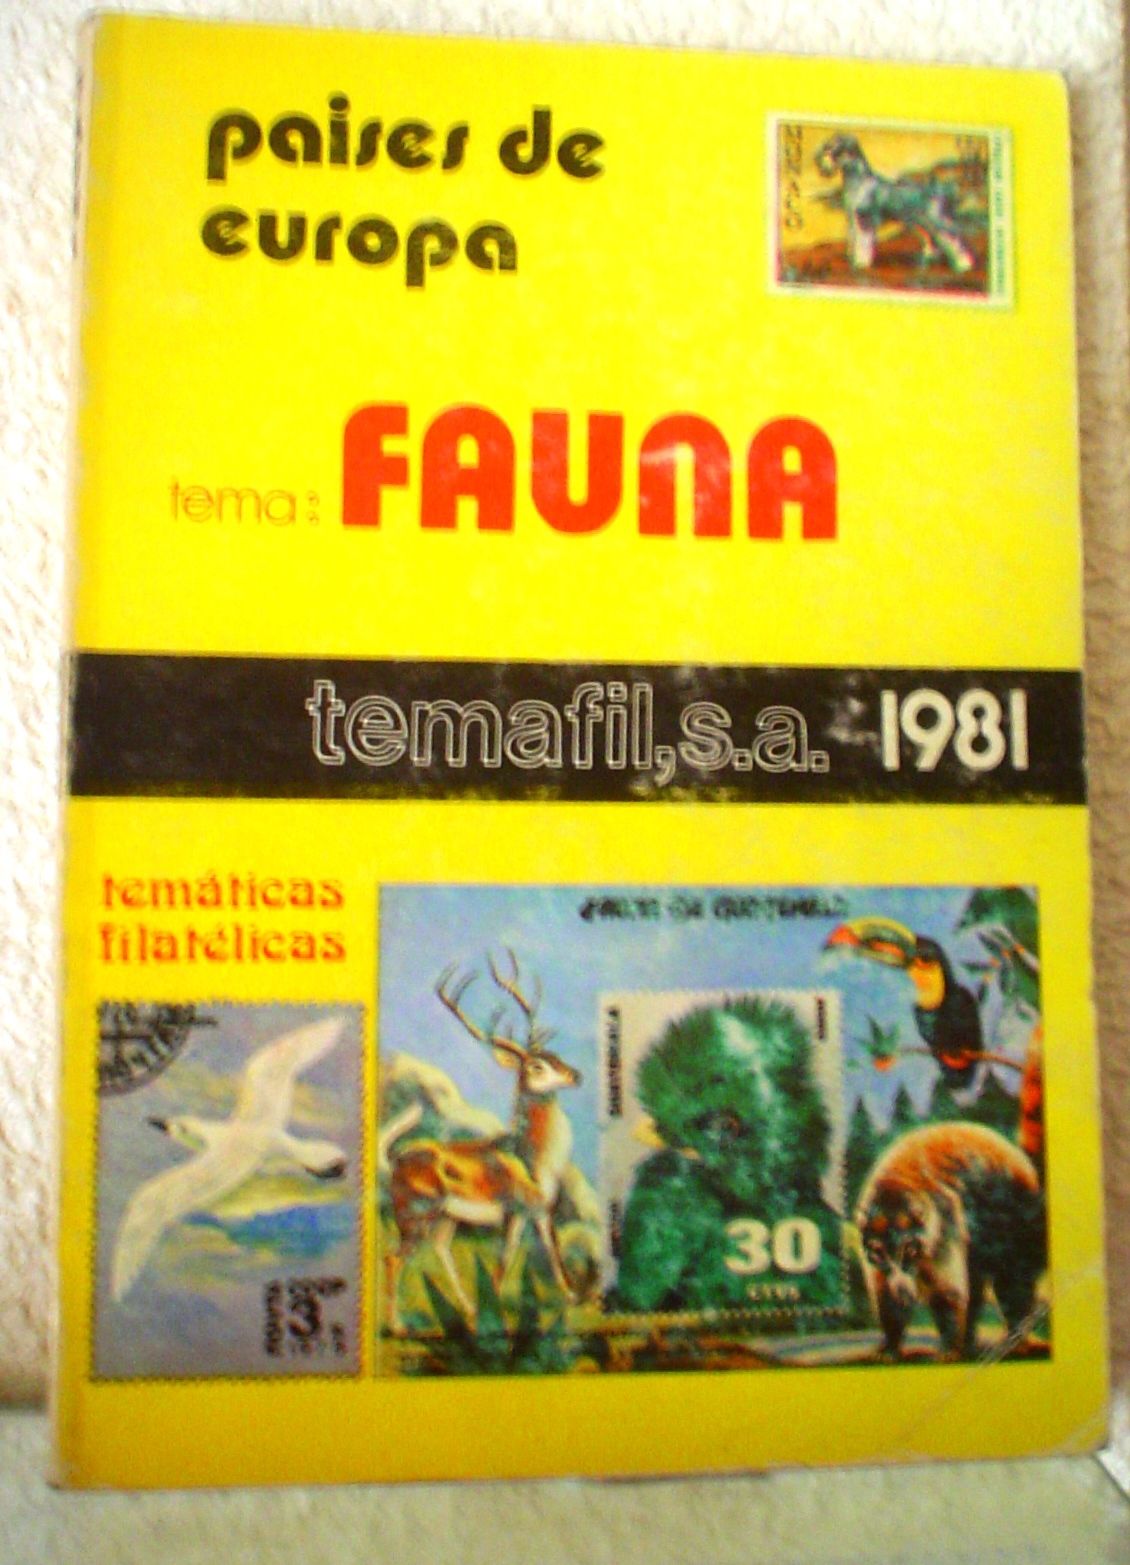 paises de
europa
MONACO
tema: FAUNA
temafil, s.a. 1981
temáticas
filatélicas
30